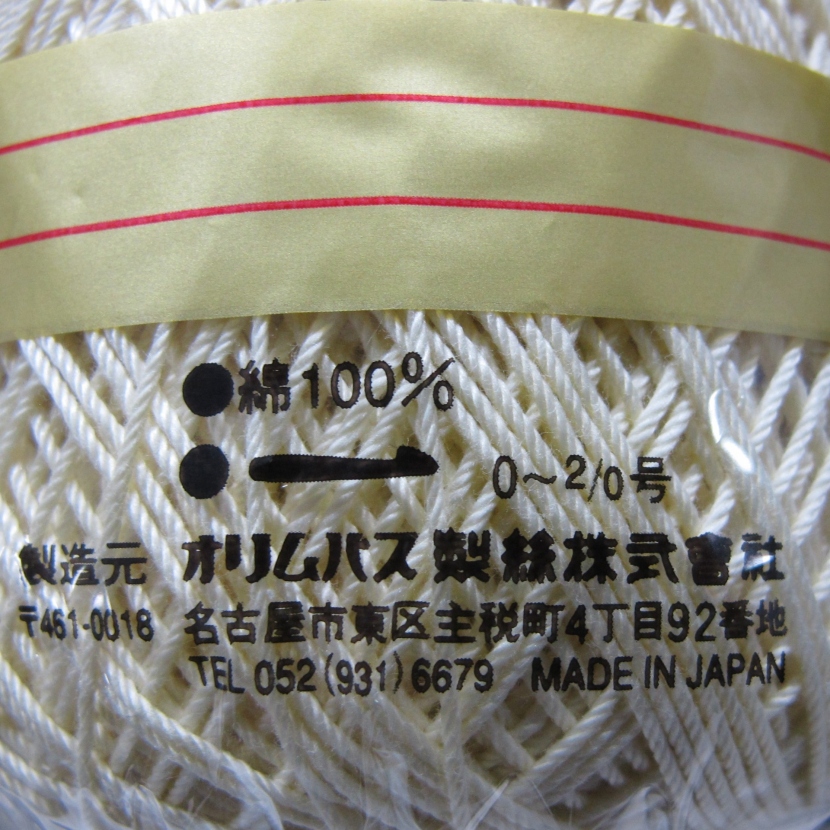 ●綿100%
● 0～2/0号
製造元 オリムパス製絲株式會社
〒461-0018 名古屋市東区主税町4丁目92番地
TEL 052(931)6679 MADE IN JAPAN